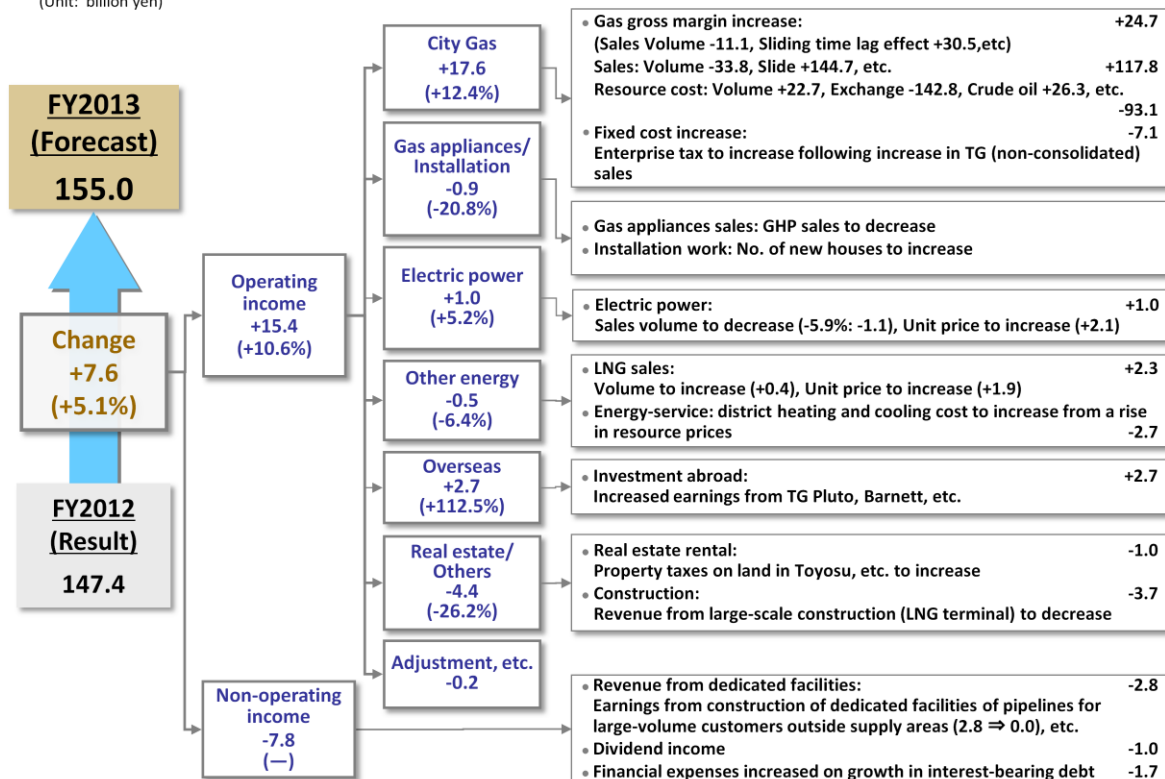 (Unit: billion yen)
FY2013
(Forecast)
155.0
Change
+7.6
(+5.1%)
FY2012
(Result)
147.4
Operating
income
+15.4
(+10.6%)
Non-operating
income
-7.8
(—)
City Gas
+17.6
(+12.4%)
Gas appliances/
Installation
-0.9
(-20.8%)
Electric power
+1.0
(+5.2%)
Other energy
-0.5
(-6.4%)
Overseas
+2.7
(+112.5%)
Real estate/
Others
-4.4
(-26.2%)
Adjustment, etc.
-0.2
• Gas gross margin increase: +24.7
(Sales Volume -11.1, Sliding time lag effect +30.5,etc)
Sales: Volume -33.8, Slide +144.7, etc. +117.8
Resource cost: Volume +22.7, Exchange -142.8, Crude oil +26.3, etc.
-93.1
• Fixed cost increase: -7.1
Enterprise tax to increase following increase in TG (non-consolidated)
sales
• Gas appliances sales: GHP sales to decrease
• Installation work: No. of new houses to increase
• Electric power: +1.0
Sales volume to decrease (-5.9%: -1.1), Unit price to increase (+2.1)
• LNG sales: +2.3
Volume to increase (+0.4), Unit price to increase (+1.9)
• Energy-service: district heating and cooling cost to increase from a rise
in resource prices -2.7
• Investment abroad: +2.7
Increased earnings from TG Pluto, Barnett, etc.
• Real estate rental: -1.0
Property taxes on land in Toyosu, etc. to increase
• Construction: -3.7
Revenue from large-scale construction (LNG terminal) to decrease
• Revenue from dedicated facilities: -2.8
Earnings from construction of dedicated facilities of pipelines for
large-volume customers outside supply areas (2.8 ⇒ 0.0), etc.
• Dividend income -1.0
• Financial expenses increased on growth in interest-bearing debt -1.7